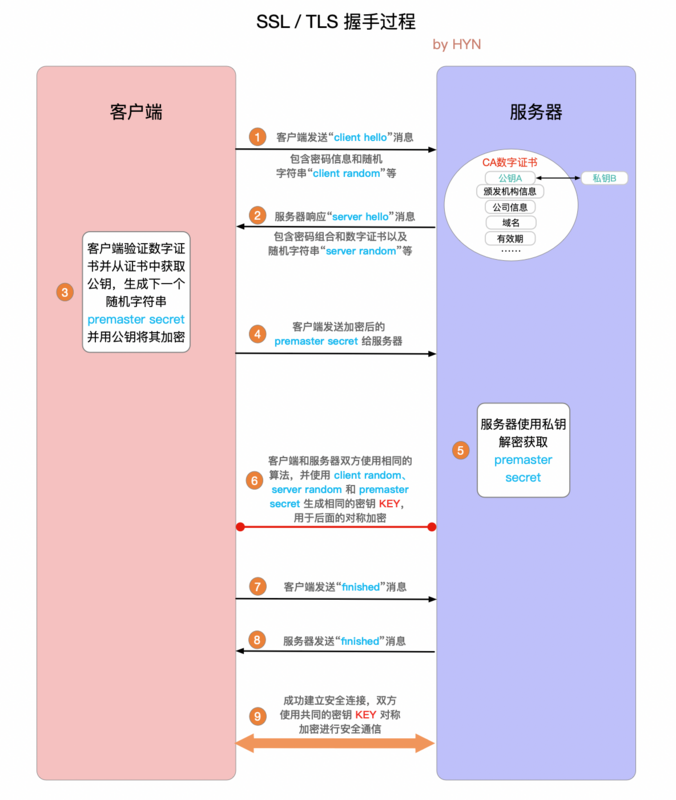 SSL / TLS 握手过程
by HYN
客户端
服务器
1
客户端发送“client hello”消息
包含密码信息和随机
字符串“client random”等
CA数字证书
公钥A
私钥B
颁发机构信息
公司信息
域名
有效期
······
2
服务器响应“server hello”消息
包含密码组合和数字证书以及
随机字符串“server random”等
3
客户端验证数字证
书并从证书中获取
公钥，生成下一个
随机字符串
premaster secret
并用公钥将其加密
4
客户端发送加密后的
premaster secret 给服务器
5
服务器使用私钥
解密获取
premaster
secret
6
客户端和服务器双方使用相同的
算法，并使用 client random、
server random 和 premaster
secret 生成相同的密钥 KEY，
用于后面的对称加密
7
客户端发送“finished”消息
8
服务器发送“finished”消息
9
成功建立安全连接，双方
使用共同的密钥 KEY 对称
加密进行安全通信